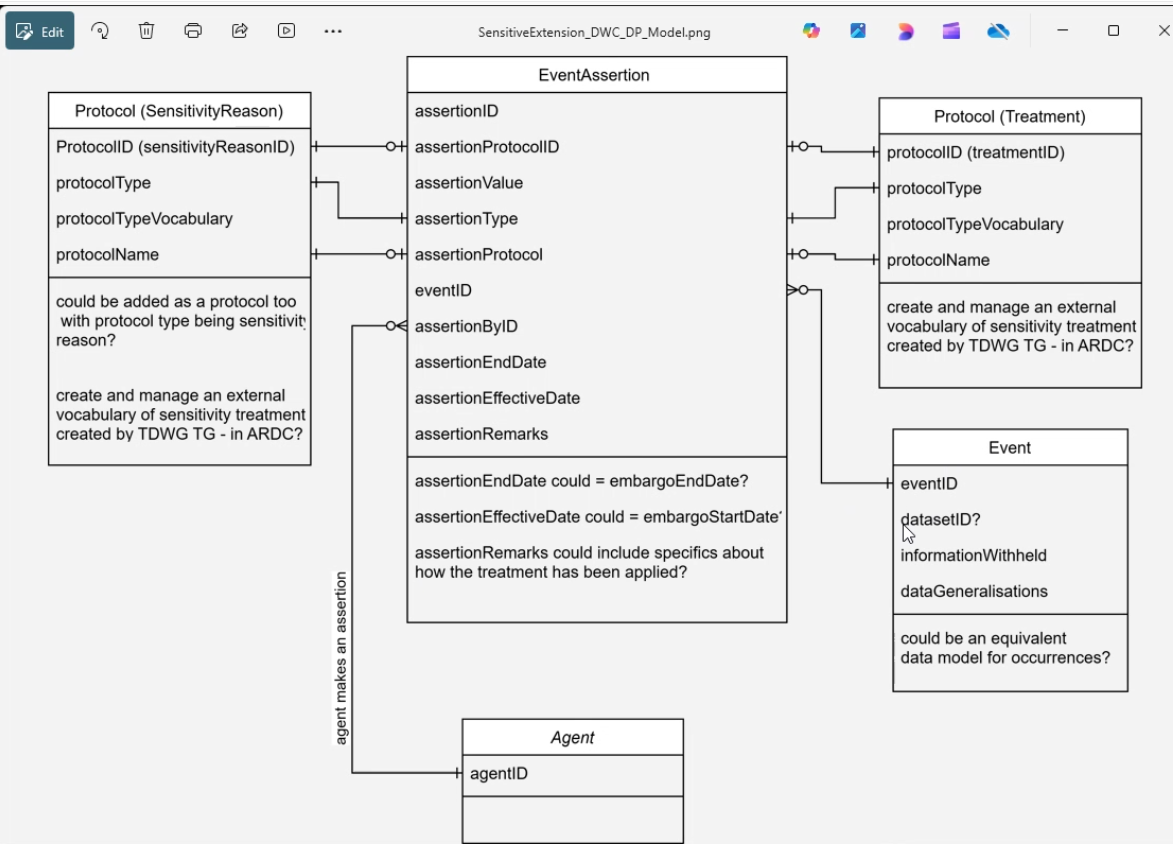 Edit
SensitiveExtension_DWC_DP_Model.png
Protocol (SensitivityReason)
ProtocolID (sensitivityReasonID)
protocolType
protocolTypeVocabulary
protocolName
could be added as a protocol too
with protocol type being sensitivity
reason?
create and manage an external
vocabulary of sensitivity treatment
created by TDWG TG - in ARDC?
EventAssertion
assertionID
assertionProtocolID
assertionValue
assertionType
assertionProtocol
eventID
assertionByID
assertionEndDate
assertionEffectiveDate
assertionRemarks
assertionEndDate could = embargoEndDate?
assertionEffectiveDate could = embargoStartDate
assertionRemarks could include specifics about
how the treatment has been applied?
Protocol (Treatment)
protocolID (treatmentID)
protocolType
protocolTypeVocabulary
protocolName
create and manage an external
vocabulary of sensitivity treatment
created by TDWG TG - in ARDC?
Event
eventID
datasetID?
informationWithheld
dataGeneralisations
could be an equivalent
data model for occurrences?
agent makes an assertion
Agent
agentID